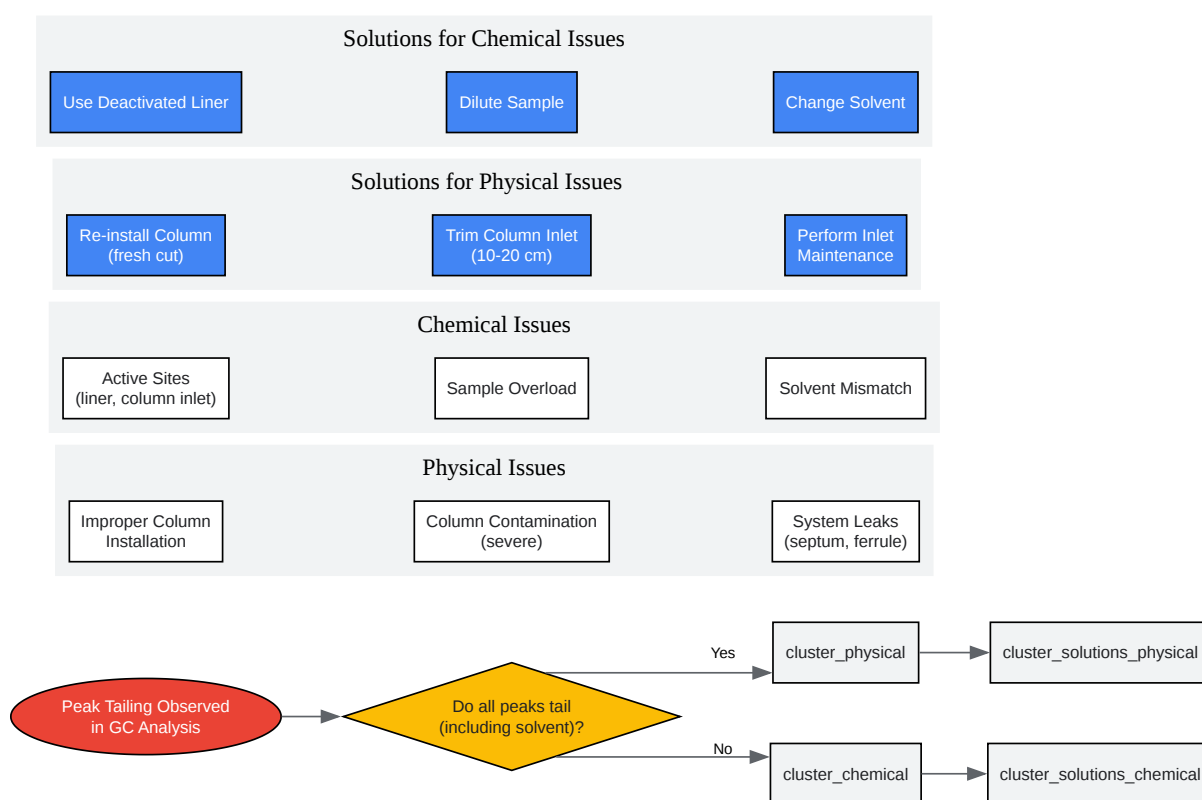 Solutions for Chemical Issues
Use Deactivated Liner
Dilute Sample
Change Solvent
Solutions for Physical Issues
Re-install Column
(fresh cut)
Trim Column Inlet
(10-20 cm)
Perform Inlet
Maintenance
Chemical Issues
Active Sites
(liner, column inlet)
Sample Overload
Solvent Mismatch
Physical Issues
Improper Column
Installation
Column Contamination
(severe)
System Leaks
(septum, ferrule)
Peak Tailing Observed
in GC Analysis
Do all peaks tail
(including solvent)?
Yes
cluster_physical
cluster_solutions_physical
No
cluster_chemical
cluster_solutions_chemical